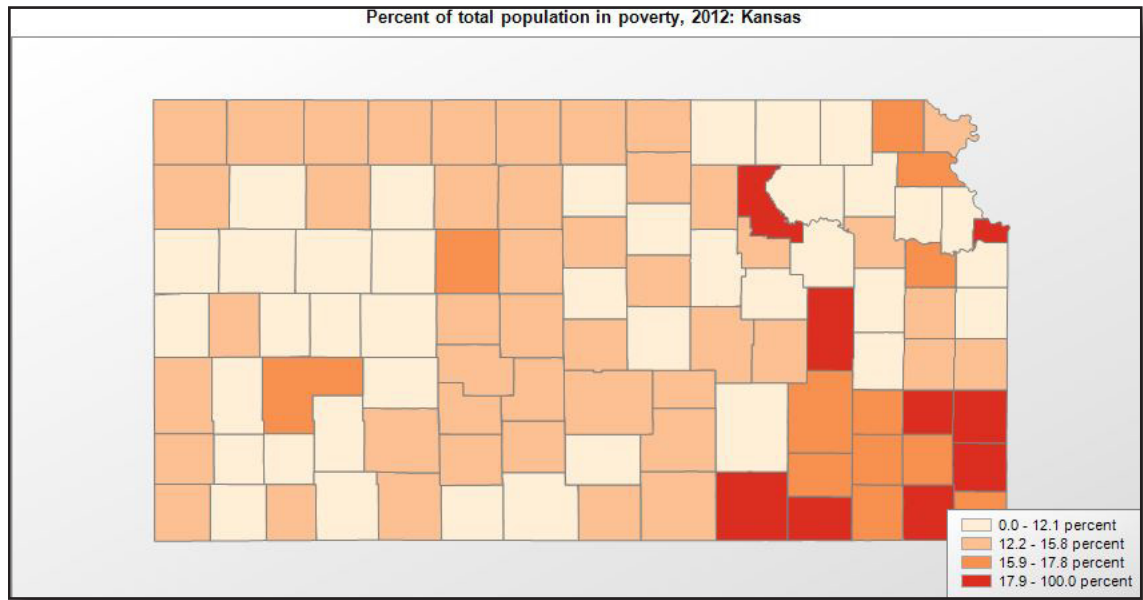 Percent of total population in poverty, 2012: Kansas
0.0 - 12.1 percent
12.2 - 15.8 percent
15.9 - 17.8 percent
17.9 - 100.0 percent